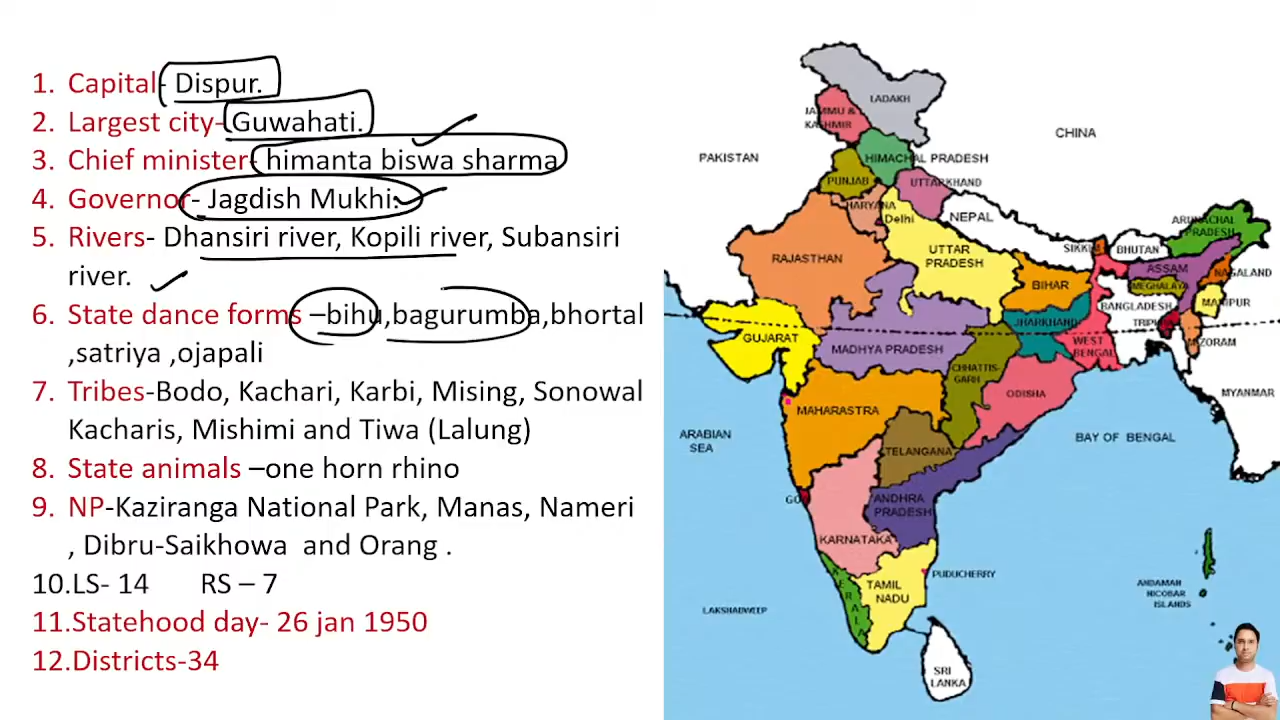 1. Capital- Dispur.
2. Largest city- Guwahati.
3. Chief minister- himanta biswa sharma
4. Governor- Jagdish Mukhi.
5. Rivers- Dhansiri river, Kopili river, Subansiri
river.
6. State dance forms –bihu,bagurumba,bhortal
,satriya ,ojapali
7. Tribes-Bodo, Kachari, Karbi, Mising, Sonowal
Kacharis, Mishimi and Tiwa (Lalung)
8. State animals –one horn rhino
9. NP-Kaziranga National Park, Manas, Nameri
, Dibru-Saikhowa and Orang .
10.LS- 14 RS – 7
11.Statehood day- 26 jan 1950
12.Districts-34
LADAKH
JAMMU &
KASHMIR
CHINA
PAKISTAN
HIMACHAL PRADESH
PUNJAB
UTTARKHAND
HARYANA
Delhi
NEPAL
ARUNACHAL
PRADESH
SIKKIM
BHUTAN
RAJASTHAN
UTTAR
PRADESH
ASSAM
NAGALAND
BIHAR
MEGHALAYA
BANGLADESH
MANIPUR
JHARKHAND
TRIP
GUJARAT
MADHYA PRADESH
WEST
BENGAL
MIZORAM
CHHATTIS-
GARH
ODISHA
MYANMAR
MAHARASTRA
ARABIAN
SEA
BAY OF BENGAL
TELANGANA
GO
ANDHRA
PRADESH
KARNATAKA
PUDUCHERRY
KERALA
TAMIL
NADU
ANDAMAN
NICOBAR
ISLANDS
LAKSHADWEEP
SRI
LANKA